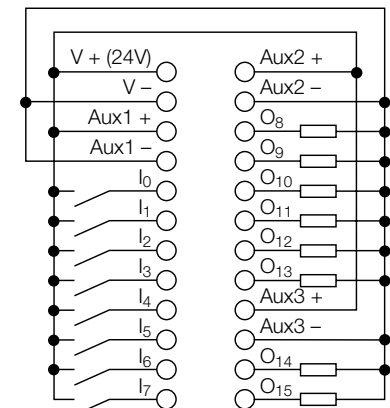 V + (24V)
V –
Aux1 +
Aux1 –
I₀
I₁
I₂
I₃
I₄
I₅
I₆
I₇
Aux2 +
Aux2 –
O₈
O₉
O₁₀
O₁₁
O₁₂
O₁₃
Aux3 +
Aux3 –
O₁₄
O₁₅